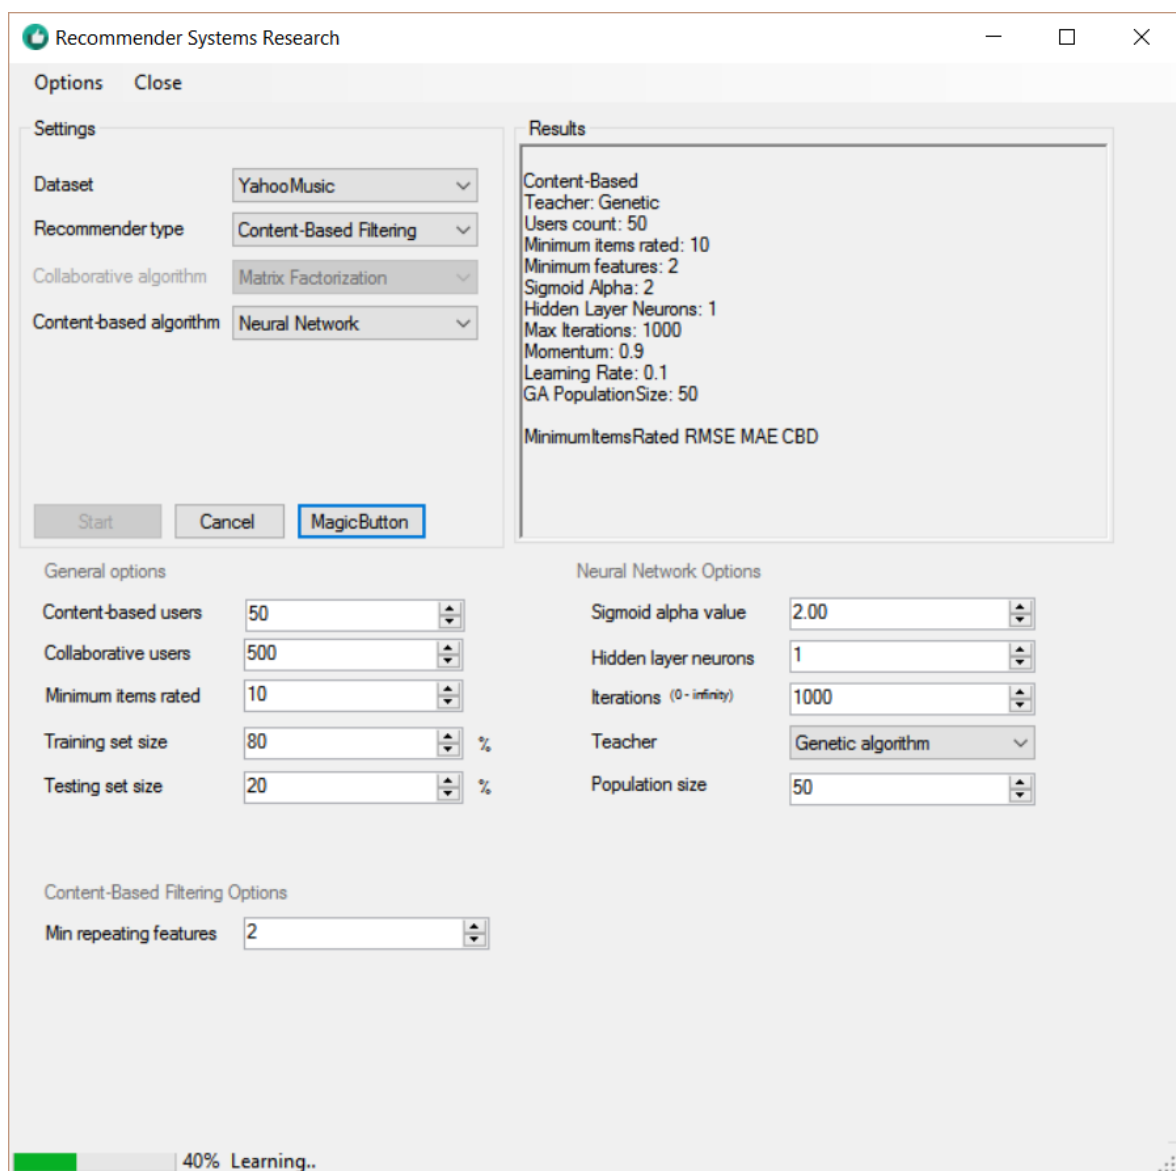 Recommender Systems Research
Options Close
Settings
Dataset YahooMusic
Recommender type Content-Based Filtering
Collaborative algorithm Matrix Factorization
Content-based algorithm Neural Network
Start Cancel MagicButton
Results
Content-Based
Teacher: Genetic
Users count: 50
Minimum items rated: 10
Minimum features: 2
Sigmoid Alpha: 2
Hidden Layer Neurons: 1
Max Iterations: 1000
Momentum: 0.9
Learning Rate: 0.1
GA PopulationSize: 50
MinimumItemsRated RMSE MAE CBD
General options
Content-based users 50
Collaborative users 500
Minimum items rated 10
Training set size 80 %
Testing set size 20 %
Neural Network Options
Sigmoid alpha value 2.00
Hidden layer neurons 1
Iterations (0 - infinity) 1000
Teacher Genetic algorithm
Population size 50
Content-Based Filtering Options
Min repeating features 2
40% Learning..